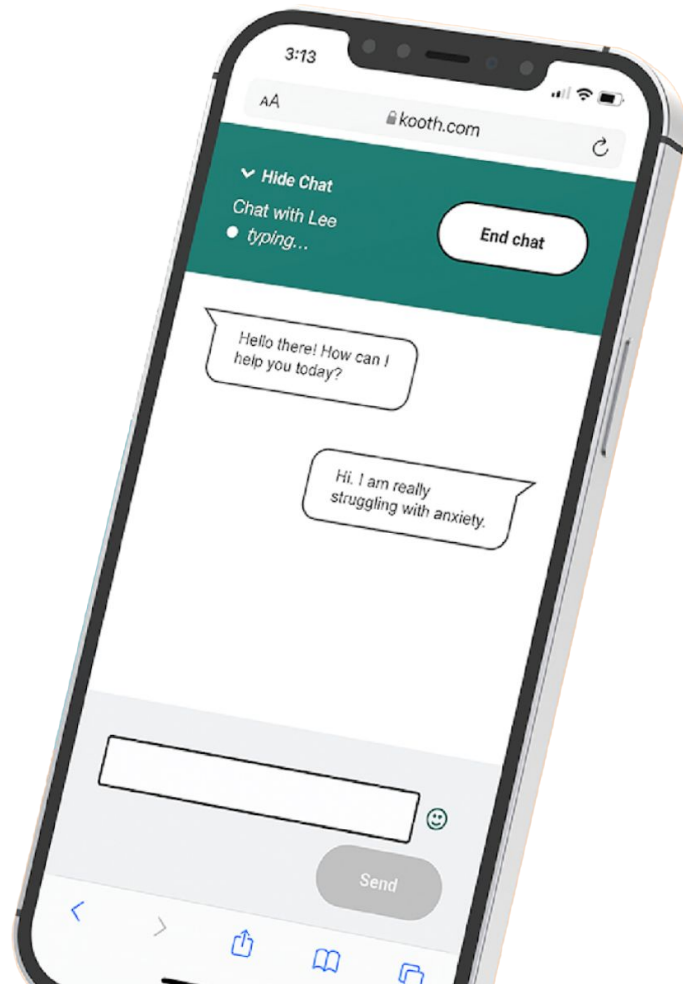 3:13
AA
kooth.com
Hide Chat
Chat with Lee
typing...
End chat
Hello there! How can I
help you today?
Hi. I am really
struggling with anxiety.
Send